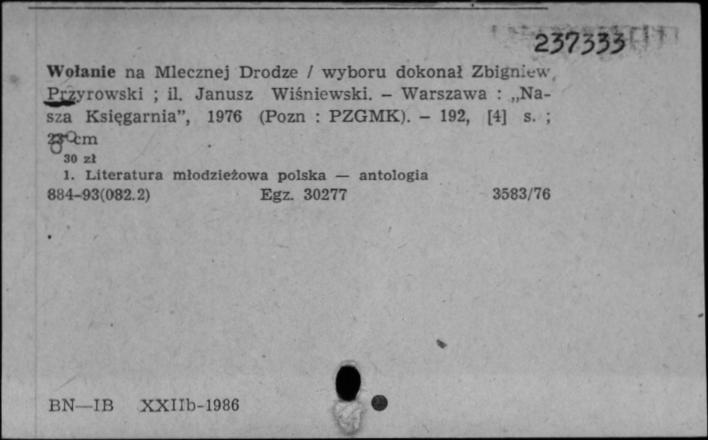 237333
Wołanie na Mlecznej Drodze / wyboru dokonał Zbigniew
Przyrowski ; il. Janusz Wiśniewski. – Warszawa : „Na-
sza Księgarnia”, 1976 (Pozn : PZGMK). – 192, [4] s. ;
cm
30 zł
1. Literatura młodzieżowa polska — antologia
884-93(082.2) Egz. 30277 3583/76
BN—IB XXIIb-1986